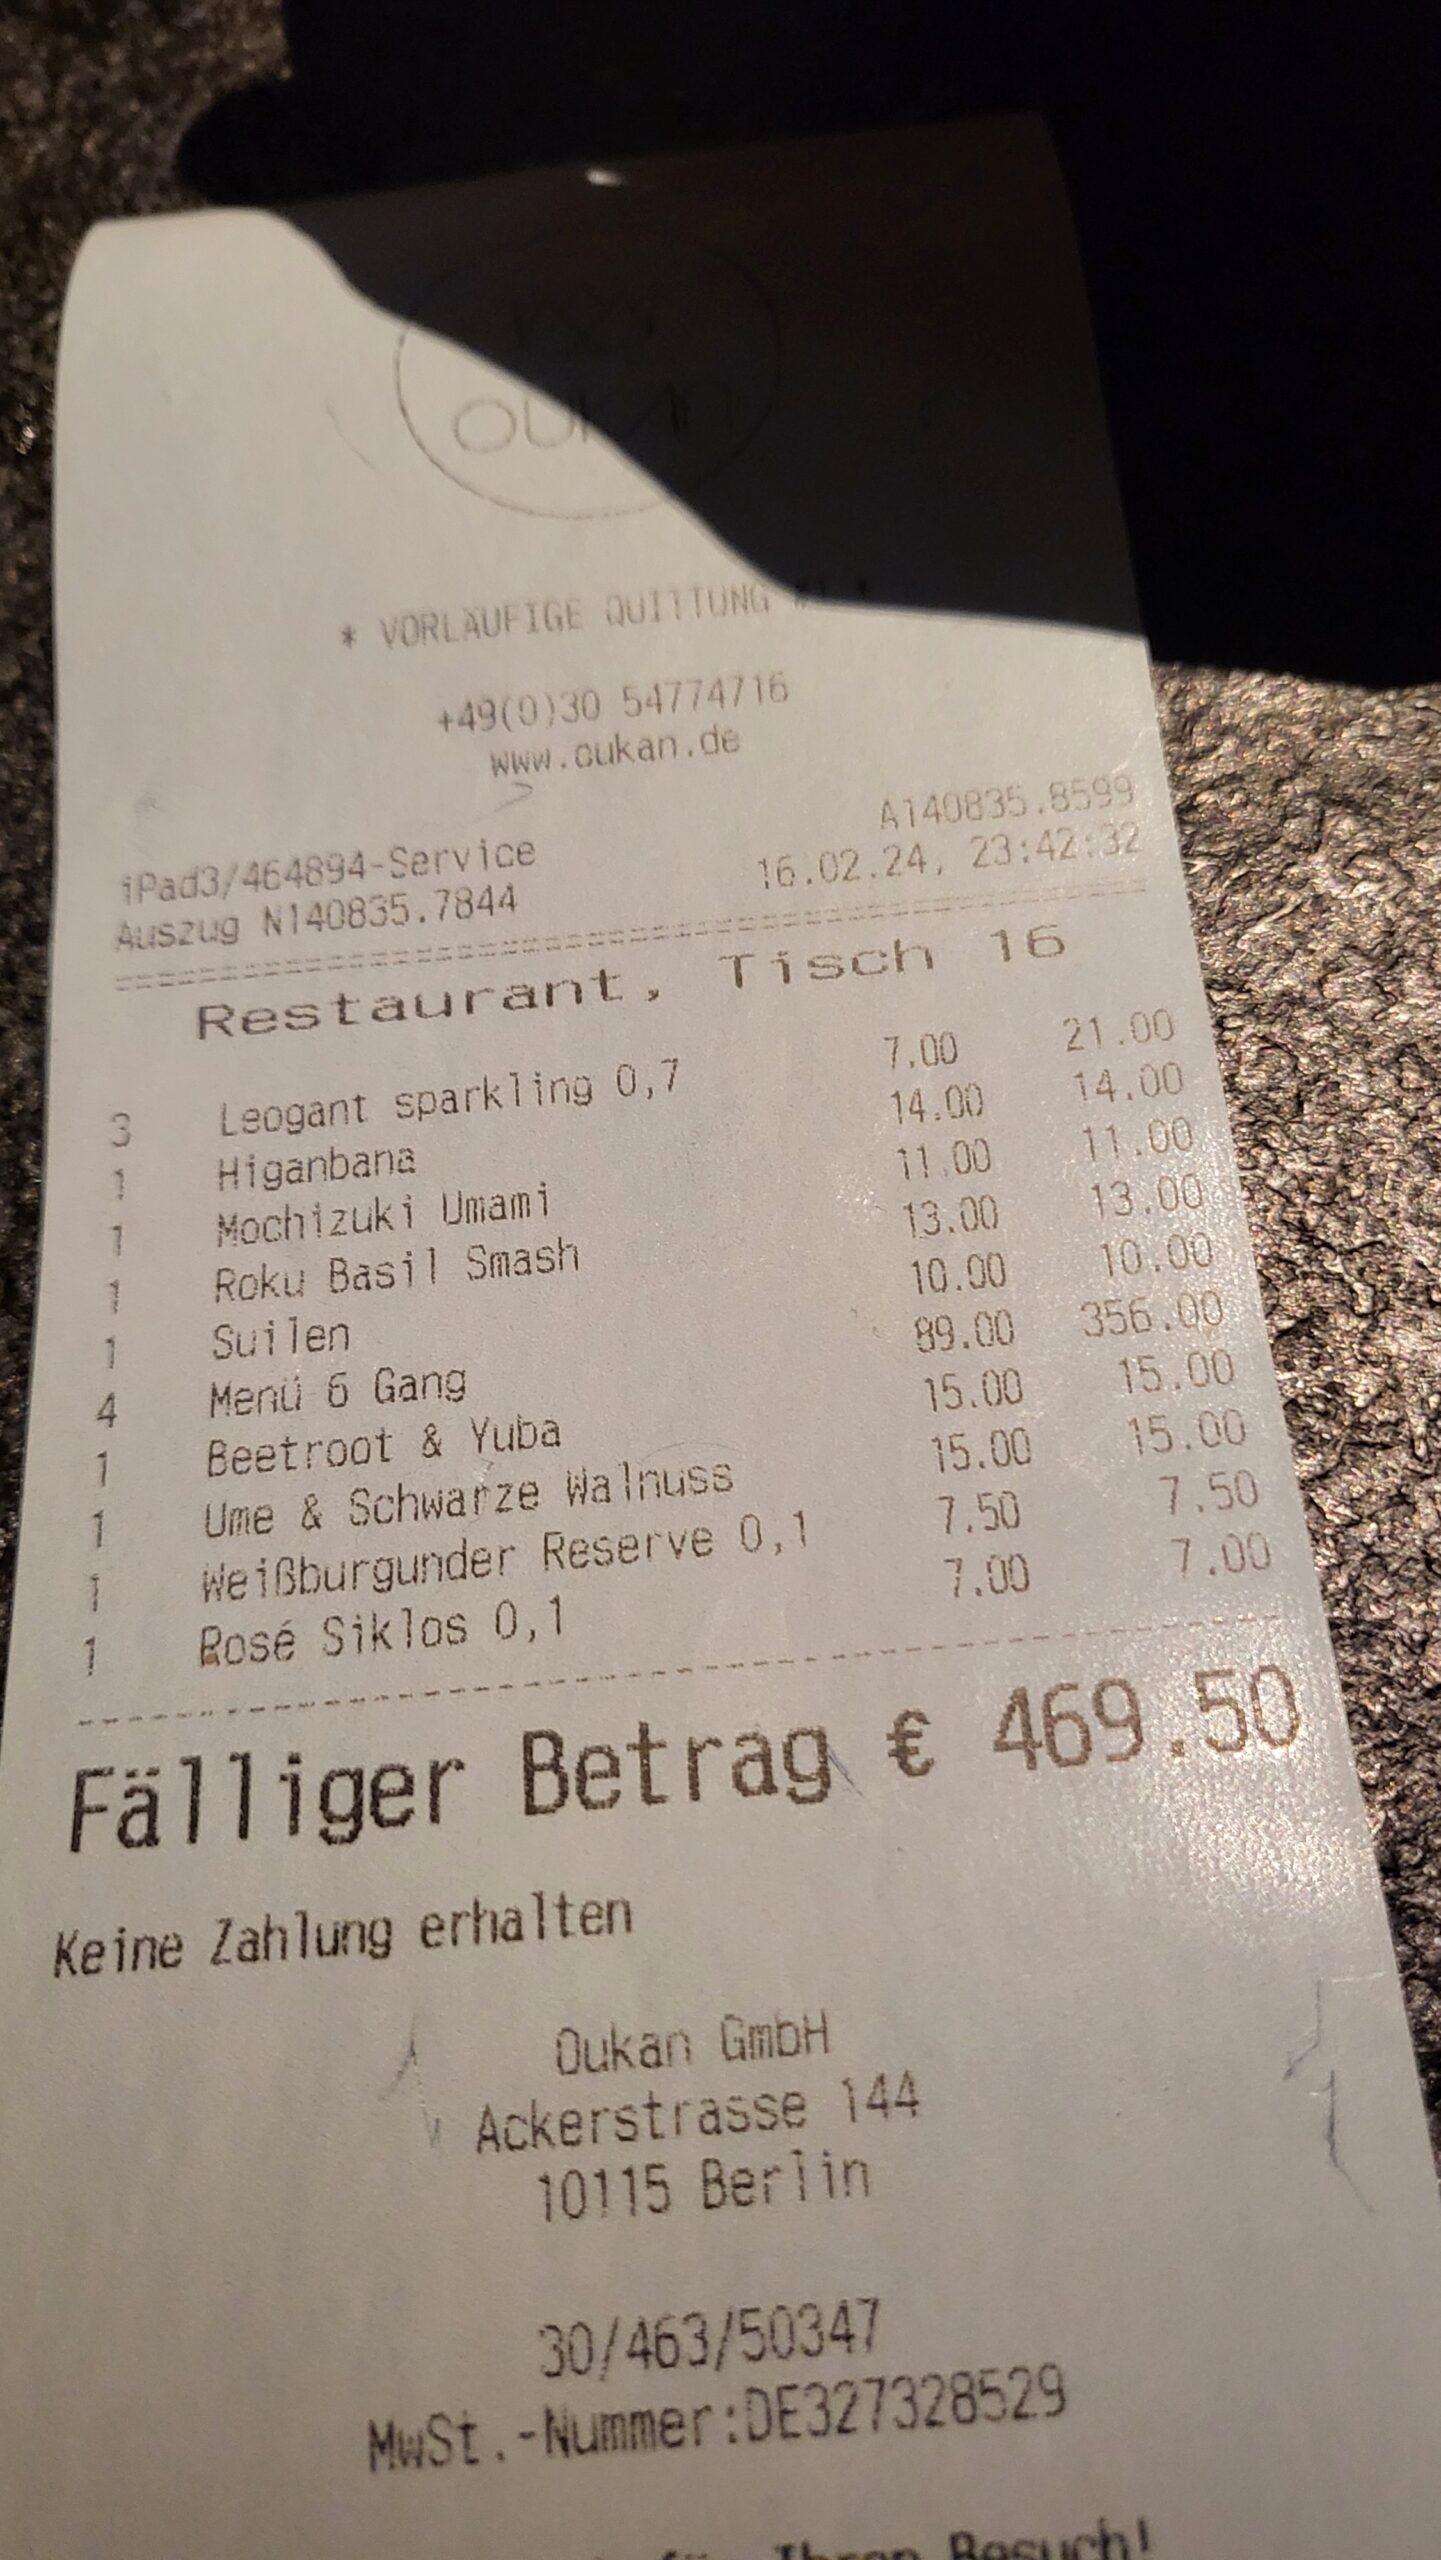 OUKAN
* VORLÄUFIGE QUITTUNG
+49(0)30 54774716
www.oukan.de
A140835.8599
iPad3/464894-Service 16.02.24, 23:42:32
Auszug N140835.7844
Restaurant, Tisch 16
3 Leogant sparkling 0,7 7.00 21.00
1 Higanbana 14.00 14.00
1 Mochizuki Umami 11.00 11.00
1 Roku Basil Smash 13.00 13.00
1 Suilen 10.00 10.00
4 Menü 6 Gang 89.00 356.00
1 Beetroot & Yuba 15.00 15.00
1 Ume & Schwarze Walnuss 15.00 15.00
1 Weißburgunder Reserve 0,1 7.50 7.50
1 Rosé Siklos 0,1 7.00 7.00
Fälliger Betrag € 469.50
Keine Zahlung erhalten
Oukan GmbH
Ackerstrasse 144
10115 Berlin
30/463/50347
MwSt.-Nummer:DE327328529
für Ihren Besuch!